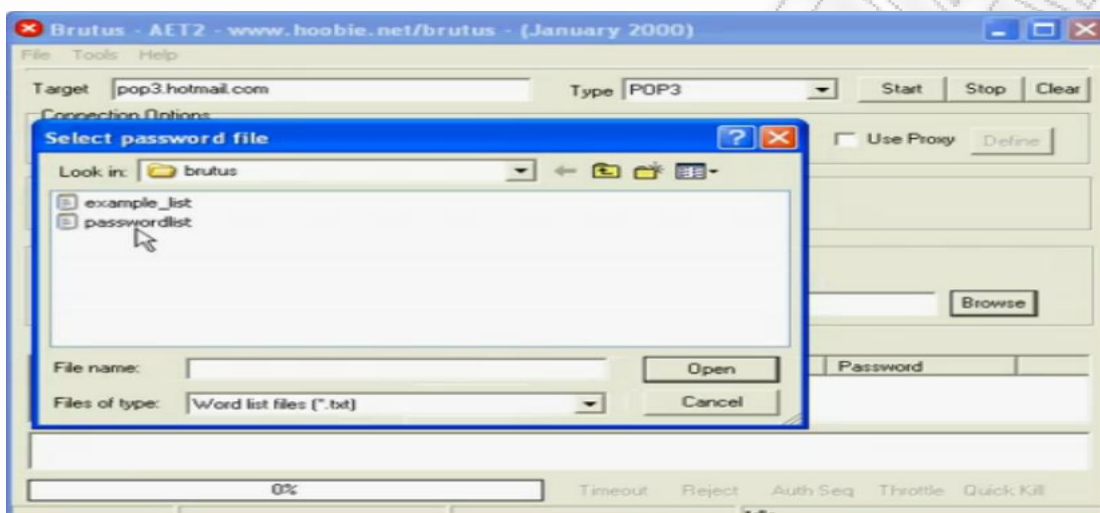 Brutus - AET2 - www.hoobie.net/brutus - (January 2000)
File Tools Help
Target pop3.hotmail.com Type POP3 Start Stop Clear
Connection Options
Select password file
Use Proxy Define
Look in: brutus
example_list
passwordlist
Browse
File name: Open
Password
Files of type: Word list files (*.txt) Cancel
0% Timeout Reject Auth Seq Throttle Quick Kill